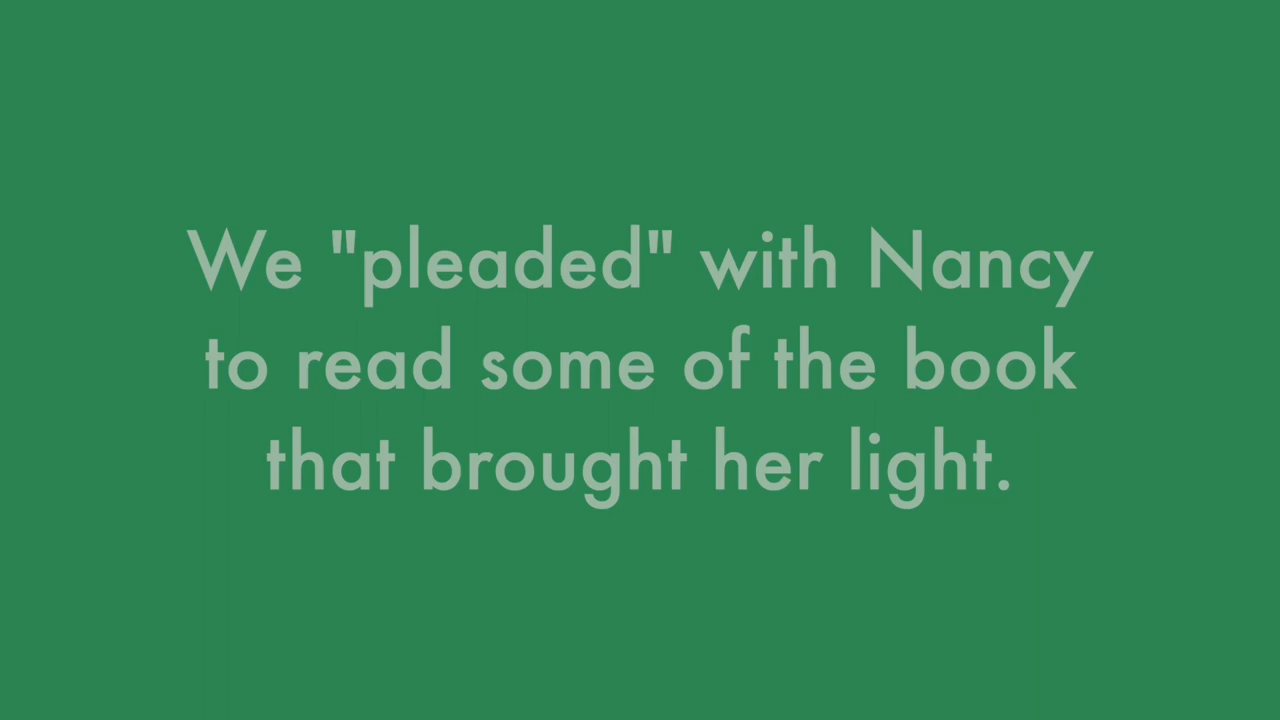 We "pleaded" with Nancy
to read some of the book
that brought her light.